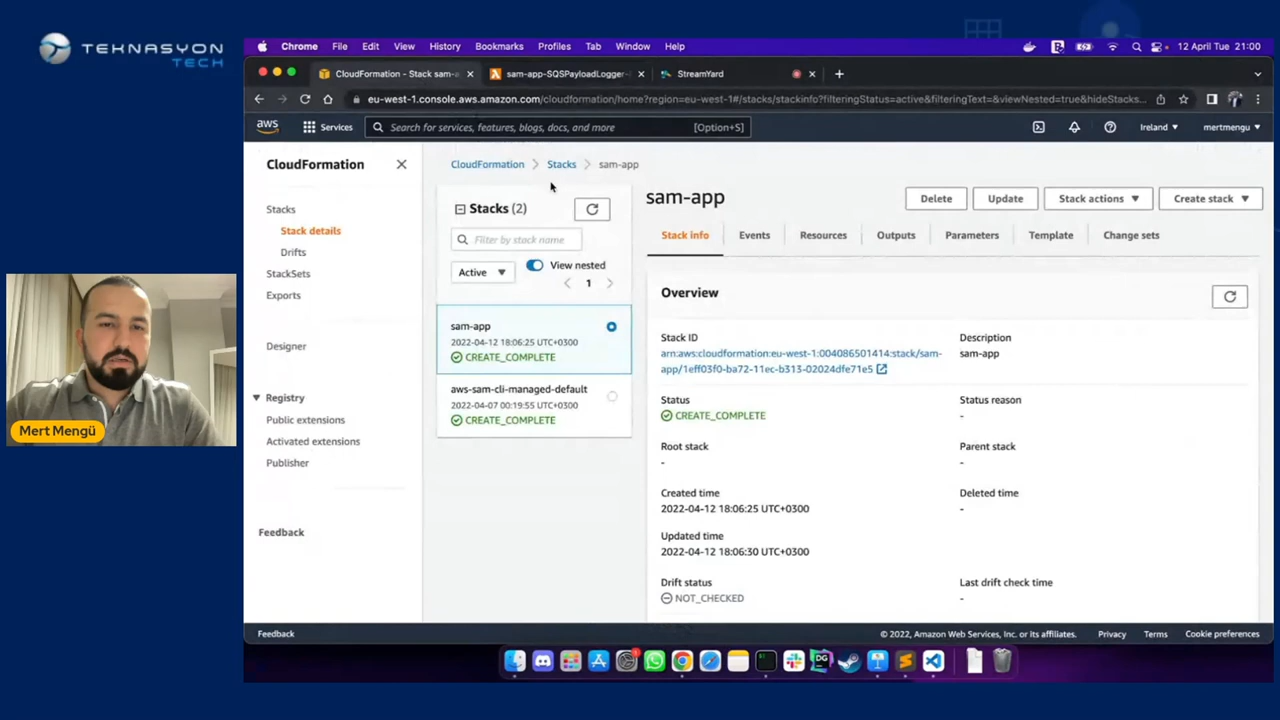 TEKNASYON
TECH
Mert Mengü
Chrome File Edit View History Bookmarks Profiles Tab Window Help
12 April Tue 21:00
CloudFormation - Stack sam-
sam-app-SQSPayloadLogger-
StreamYard
eu-west-1.console.aws.amazon.com/cloudformation/home?region=eu-west-1#/stacks/stackinfo?filteringStatus=active&filteringText=&viewNested=true&hideStacks...
aws
Services
Search for services, features, blogs, docs, and more
[Option+S]
Ireland
mertmengu
CloudFormation
Stacks
Stack details
Drifts
StackSets
Exports
Designer
Registry
Public extensions
Activated extensions
Publisher
Feedback
CloudFormation > Stacks > sam-app
Stacks (2)
Filter by stack name
Active
View nested
1
sam-app
2022-04-12 18:06:25 UTC+0300
CREATE_COMPLETE
aws-sam-cli-managed-default
2022-04-07 00:19:55 UTC+0300
CREATE_COMPLETE
sam-app
Delete
Update
Stack actions
Create stack
Stack info
Events
Resources
Outputs
Parameters
Template
Change sets
Overview
Stack ID
arn:aws:cloudformation:eu-west-1:004086501414:stack/sam-
app/1eff03f0-ba72-11ec-b313-02024dfe71e5
Description
sam-app
Status
CREATE_COMPLETE
Status reason
-
Root stack
-
Parent stack
-
Created time
2022-04-12 18:06:25 UTC+0300
Deleted time
-
Updated time
2022-04-12 18:06:30 UTC+0300
Drift status
NOT_CHECKED
Last drift check time
-
Feedback
© 2022, Amazon Web Services, Inc. or its affiliates.
Privacy
Terms
Cookie preferences
DG